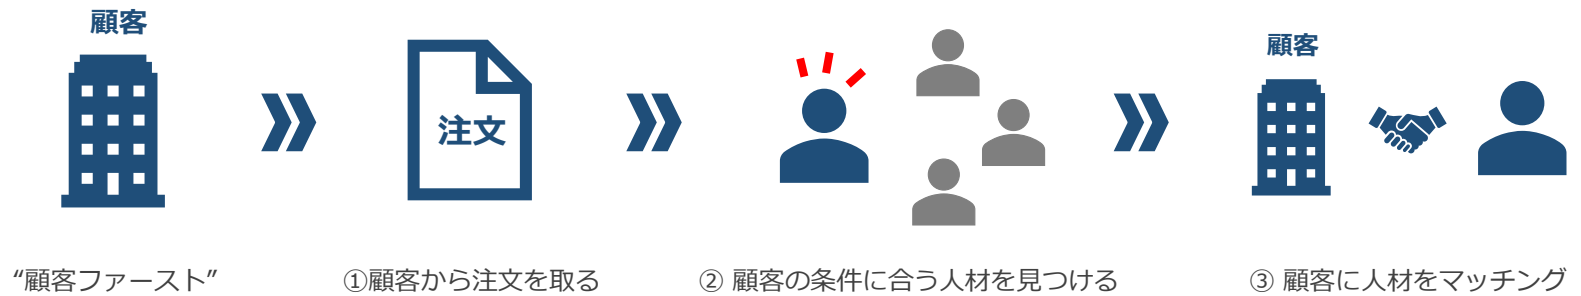 顧客
注文
顧客
“顧客ファースト”
①顧客から注文を取る
② 顧客の条件に合う人材を見つける
③ 顧客に人材をマッチング